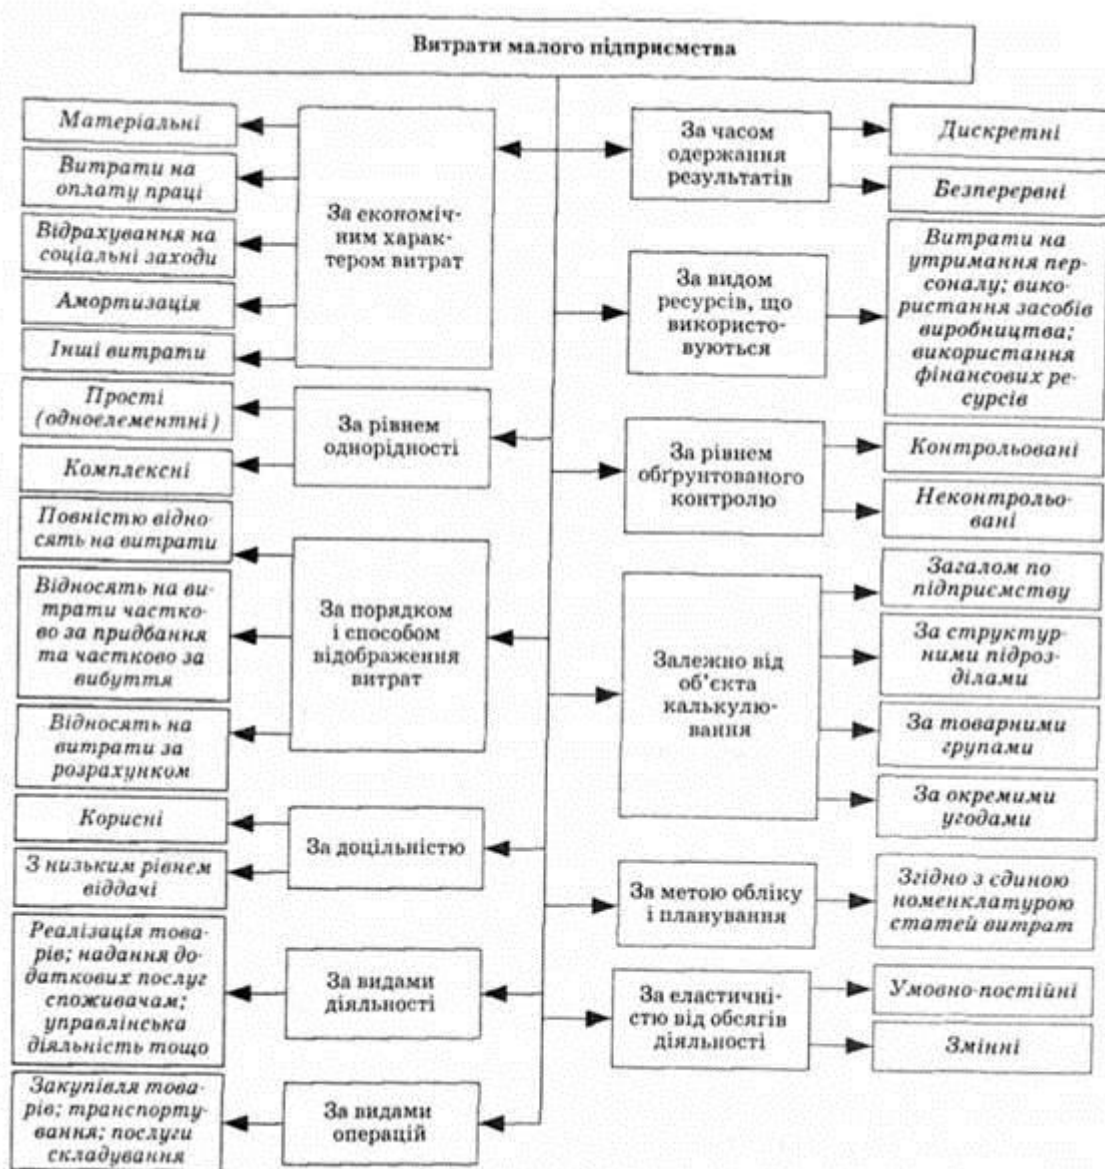 Витрати малого підприємства
Матеріальні
Витрати на
оплату праці
Відрахування на
соціальні заходи
Амортизація
Інші витрати
За економіч-
ним харак-
тером витрат
Прості
(одноелементні)
Комплексні
За рівнем
однорідності
Повністю відно-
сять на витрати
Відносять на ви-
трати частко-
во за придбання
та частково за
вибуття
Відносять на
витрати за
розрахунком
За порядком
і способом
відображення
витрат
Корисні
З низьким рівнем
віддачі
За доцільністю
Реалізація това-
рів; надання до-
даткових послуг
споживачам;
управлінська
діяльність тощо
За видами
діяльності
Закупівля това-
рів; транспорту-
вання; послуги
складування
За видами
операцій
За часом
одержання
результатів
Дискретні
Безперервні
За видом
ресурсів, що
використо-
вуються
Витрати на
утримання пер-
соналу; вико-
ристання засобів
виробництва;
використання
фінансових ре-
сурсів
За рівнем
обґрунтованого
контролю
Контрольовані
Неконтрольо-
вані
Залежно від
об’єкта
калькулю-
вання
Загалом по
підприємству
За структур-
ними підроз-
ділами
За товарними
групами
За окремими
угодами
За метою обліку
і планування
Згідно з єдиною
номенклатурою
статей витрат
За еластичні-
стю від обсягів
діяльності
Умовно-постійні
Змінні